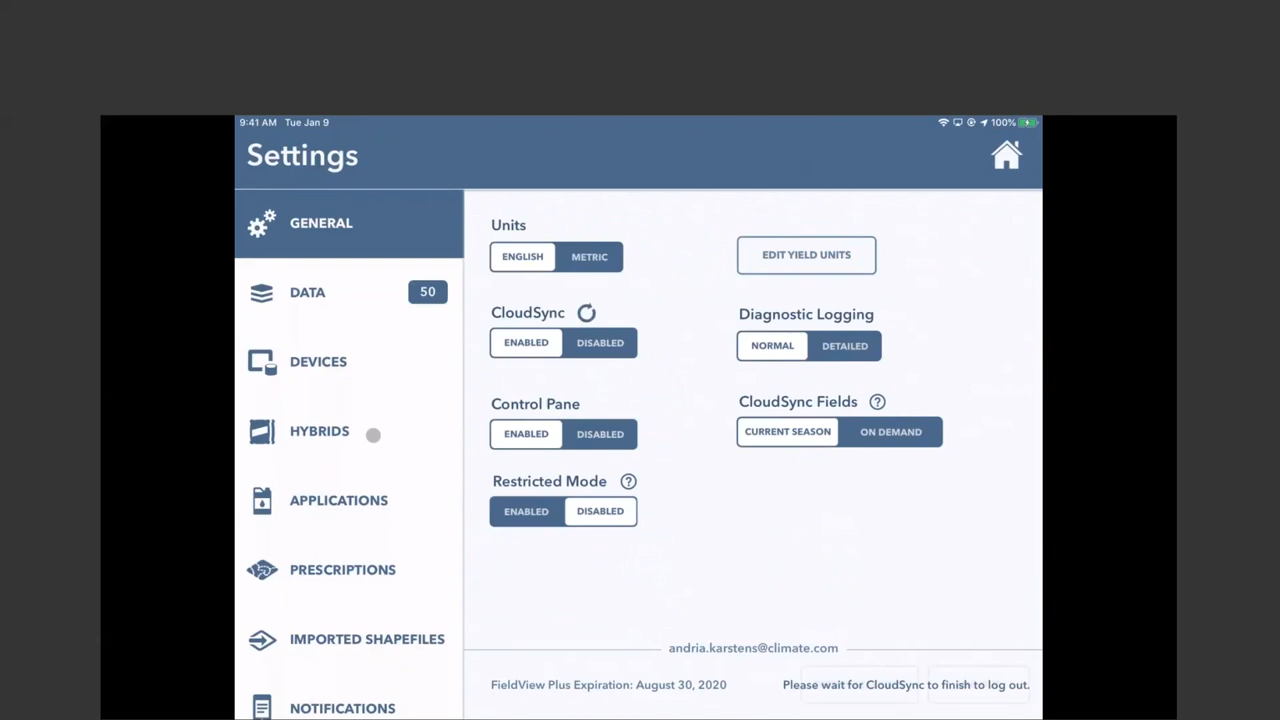 9:41 AM Tue Jan 9
100%
Settings
GENERAL
DATA
50
DEVICES
HYBRIDS
APPLICATIONS
PRESCRIPTIONS
IMPORTED SHAPEFILES
NOTIFICATIONS
Units
ENGLISH METRIC
EDIT YIELD UNITS
CloudSync
ENABLED DISABLED
Diagnostic Logging
NORMAL DETAILED
Control Pane
ENABLED DISABLED
CloudSync Fields ?
CURRENT SEASON ON DEMAND
Restricted Mode ?
ENABLED DISABLED
andria.karstens@climate.com
FieldView Plus Expiration: August 30, 2020
Please wait for CloudSync to finish to log out.